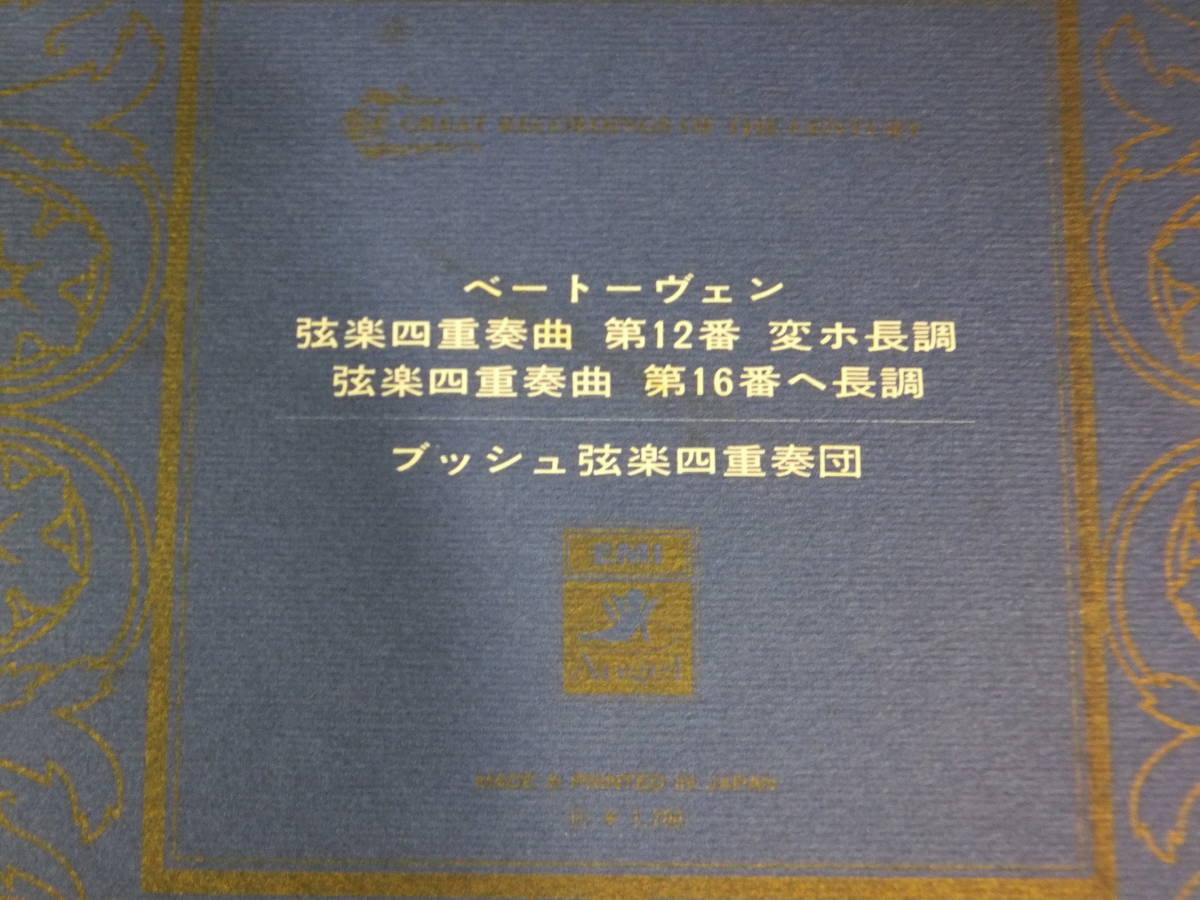 GREAT RECORDINGS OF THE CENTURY
ベートーヴェン
弦楽四重奏曲 第12番 変ホ長調
弦楽四重奏曲 第16番ヘ長調
ブッシュ弦楽四重奏団
EMI
Angel
MADE & PRINTED IN JAPAN